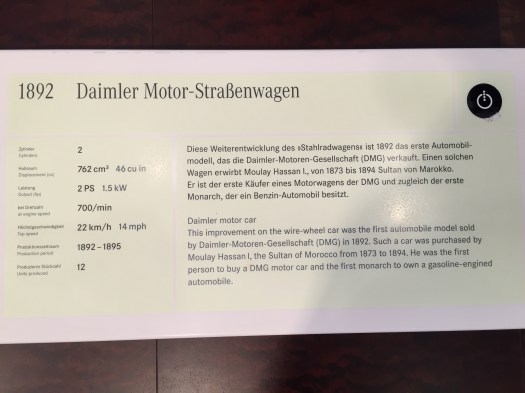 1892 Daimler Motor-Straßenwagen
Zylinder
Cylinders
2
Hubraum
Displacement (cu)
762 cm³ 46 cu in
Leistung
Output (hp)
2 PS 1.5 kW
bei Drehzahl
at engine speed
700/min
Höchstgeschwindigkeit
Top speed
22 km/h 14 mph
Produktionszeitraum
Production period
1892–1895
Produzierte Stückzahl
Units produced
12
Diese Weiterentwicklung des »Stahlradwagens« ist 1892 das erste Automobil-
modell, das die Daimler-Motoren-Gesellschaft (DMG) verkauft. Einen solchen
Wagen erwirbt Moulay Hassan I., von 1873 bis 1894 Sultan von Marokko.
Er ist der erste Käufer eines Motorwagens der DMG und zugleich der erste
Monarch, der ein Benzin-Automobil besitzt.
Daimler motor car
This improvement on the wire-wheel car was the first automobile model sold
by Daimler-Motoren-Gesellschaft (DMG) in 1892. Such a car was purchased by
Moulay Hassan I, the Sultan of Morocco from 1873 to 1894. He was the first
person to buy a DMG motor car and the first monarch to own a gasoline-engined
automobile.